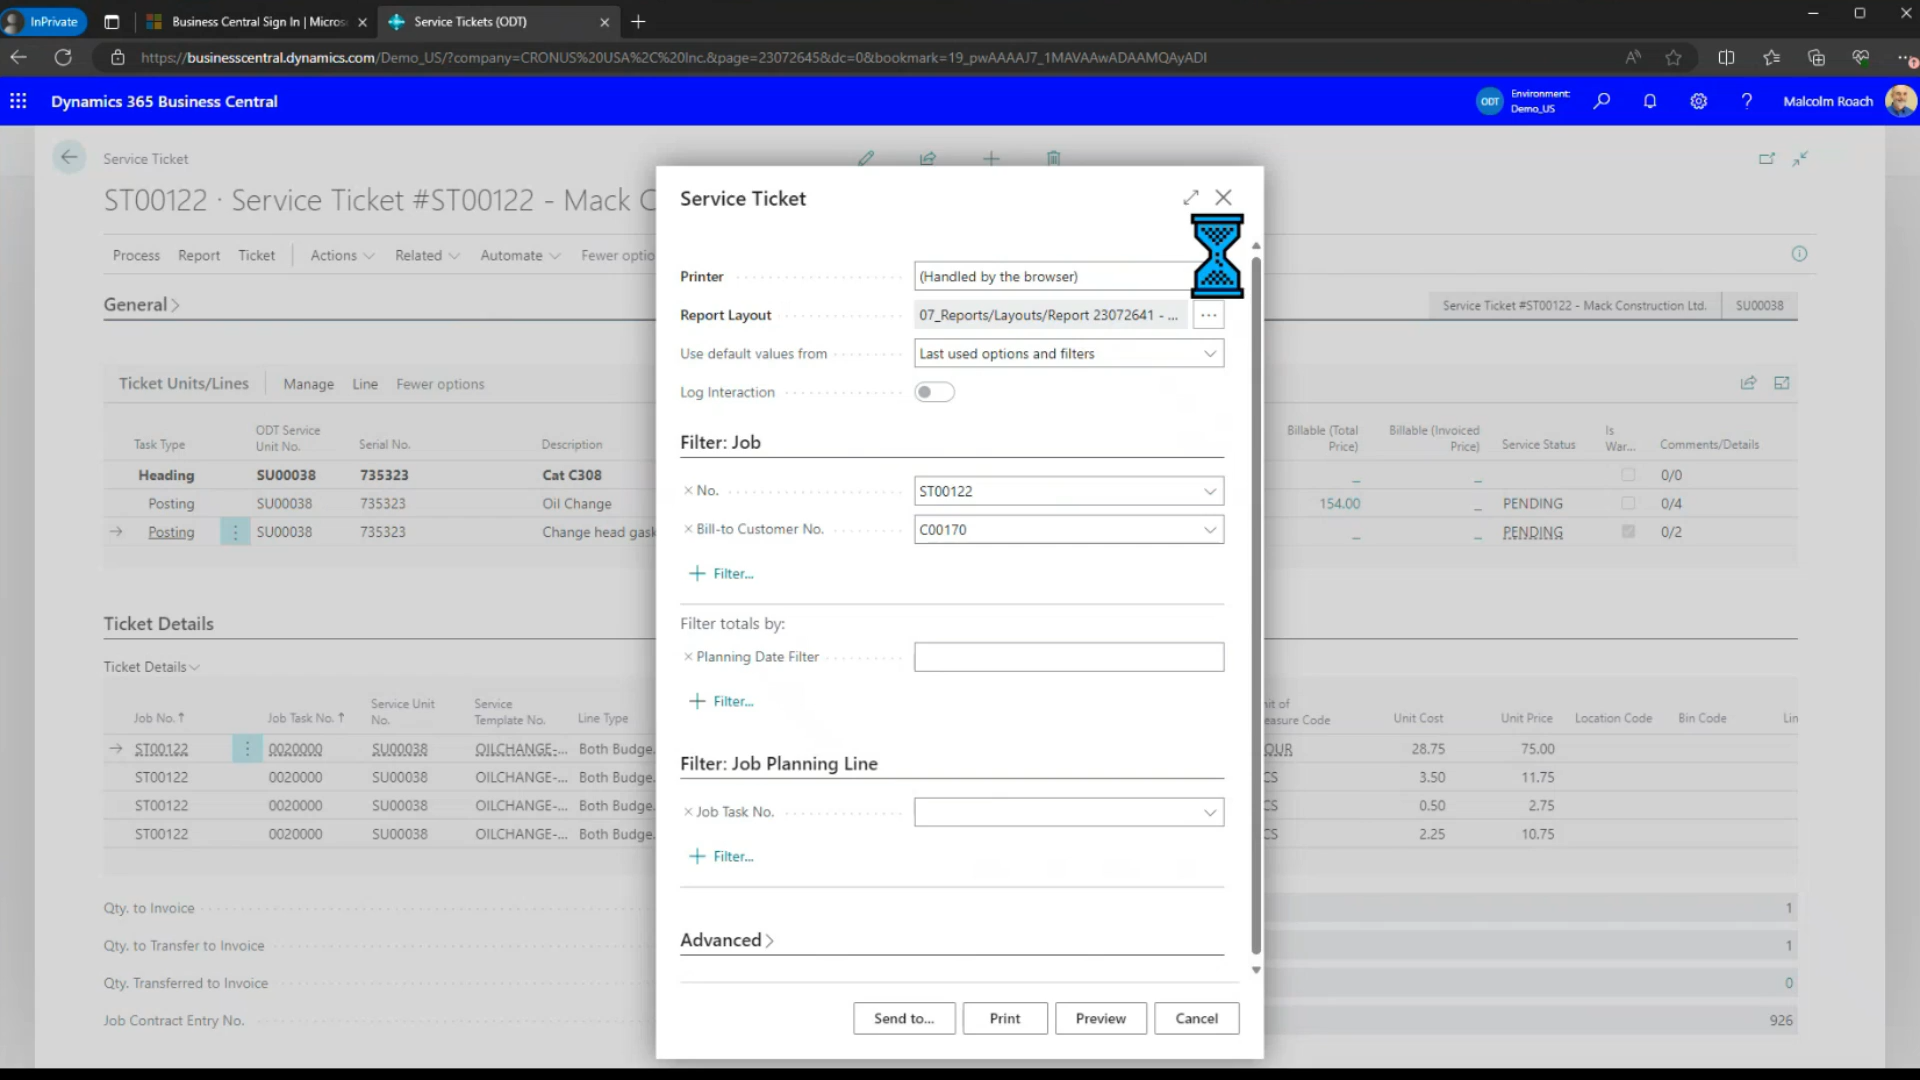 InPrivate
Business Central Sign In | Micros
Service Tickets (ODT)
https://businesscentral.dynamics.com/Demo_US/?company=CRONUS%20USA%2C%20Inc.&page=23072645&dc=0&bookmark=19_pwAAAAJ7_1MAVAAwADAAMQAyADI
Dynamics 365 Business Central
ODT
Environment:
Demo_US
Malcolm Roach
Service Ticket
ST00122 · Service Ticket #ST00122 - Mack C
Process Report Ticket Actions Related Automate Fewer optio
General
Service Ticket #ST00122 - Mack Construction Ltd. SU00038
Ticket Units/Lines Manage Line Fewer options
Task Type ODT Service Unit No. Serial No. Description Billable (Total Price) Billable (Invoiced Price) Service Status Is War... Comments/Details
Heading SU00038 735323 Cat C308 _ _ 0/0
Posting SU00038 735323 Oil Change 154.00 _ PENDING 0/4
Posting SU00038 735323 Change head gask _ _ PENDING 0/2
Ticket Details
Ticket Details
Job No.↑ Job Task No.↑ Service Unit No. Service Template No. Line Type easure Code Unit Cost Unit Price Location Code Bin Code Lin
ST00122 0020000 SU00038 OILCHANGE-... Both Budge. OUR 28.75 75.00
ST00122 0020000 SU00038 OILCHANGE-... Both Budge. CS 3.50 11.75
ST00122 0020000 SU00038 OILCHANGE-... Both Budge. CS 0.50 2.75
ST00122 0020000 SU00038 OILCHANGE-... Both Budge. CS 2.25 10.75
Qty. to Invoice 1
Qty. to Transfer to Invoice 1
Qty. Transferred to Invoice 0
Job Contract Entry No. 926
Service Ticket
Printer (Handled by the browser)
Report Layout 07_Reports/Layouts/Report 23072641 - ...
Use default values from Last used options and filters
Log Interaction
Filter: Job
× No. ST00122
× Bill-to Customer No. C00170
+ Filter...
Filter totals by:
× Planning Date Filter
+ Filter...
Filter: Job Planning Line
× Job Task No.
+ Filter...
Advanced
Send to... Print Preview Cancel